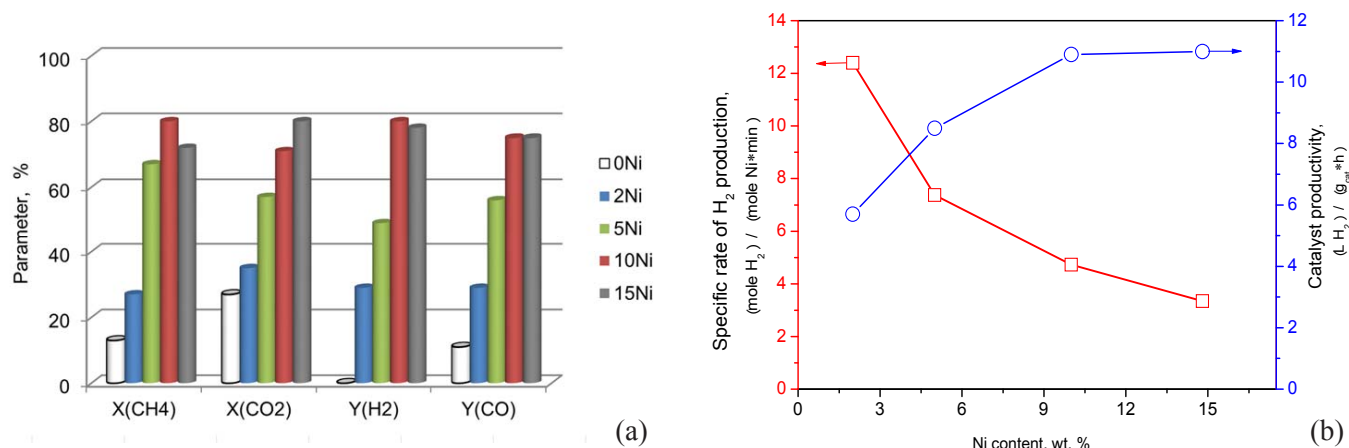 100
80
60
40
20
0
Parameter, %
X(CH4) X(CO2) Y(H2) Y(CO)
0Ni
2Ni
5Ni
10Ni
15Ni
(a)
14
12
10
8
6
4
2
0
Specific rate of H2 production,
(mole H2) / (mole Ni*min)
0 3 6 9 12 15
Ni content, wt. %
12
10
8
6
4
2
0
Catalyst productivity,
(L H2) / (gcat*h)
(b)